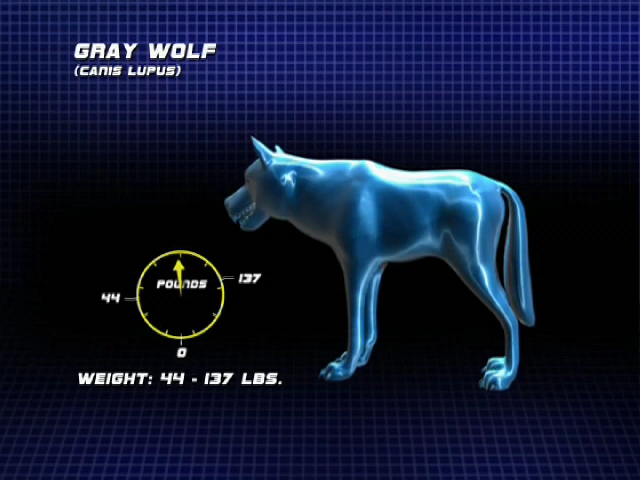 GRAY WOLF
(CANIS LUPUS)
POUNDS
137
44
0
WEIGHT: 44 - 137 LBS.